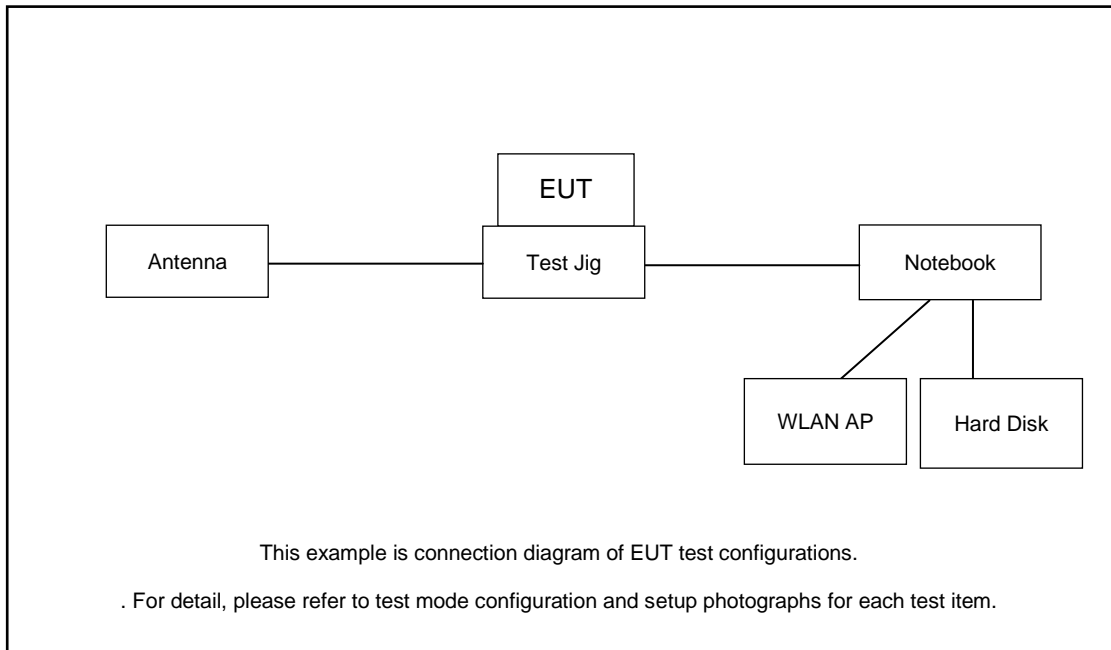 EUT
Antenna
Test Jig
Notebook
WLAN AP
Hard Disk
This example is connection diagram of EUT test configurations.
. For detail, please refer to test mode configuration and setup photographs for each test item.